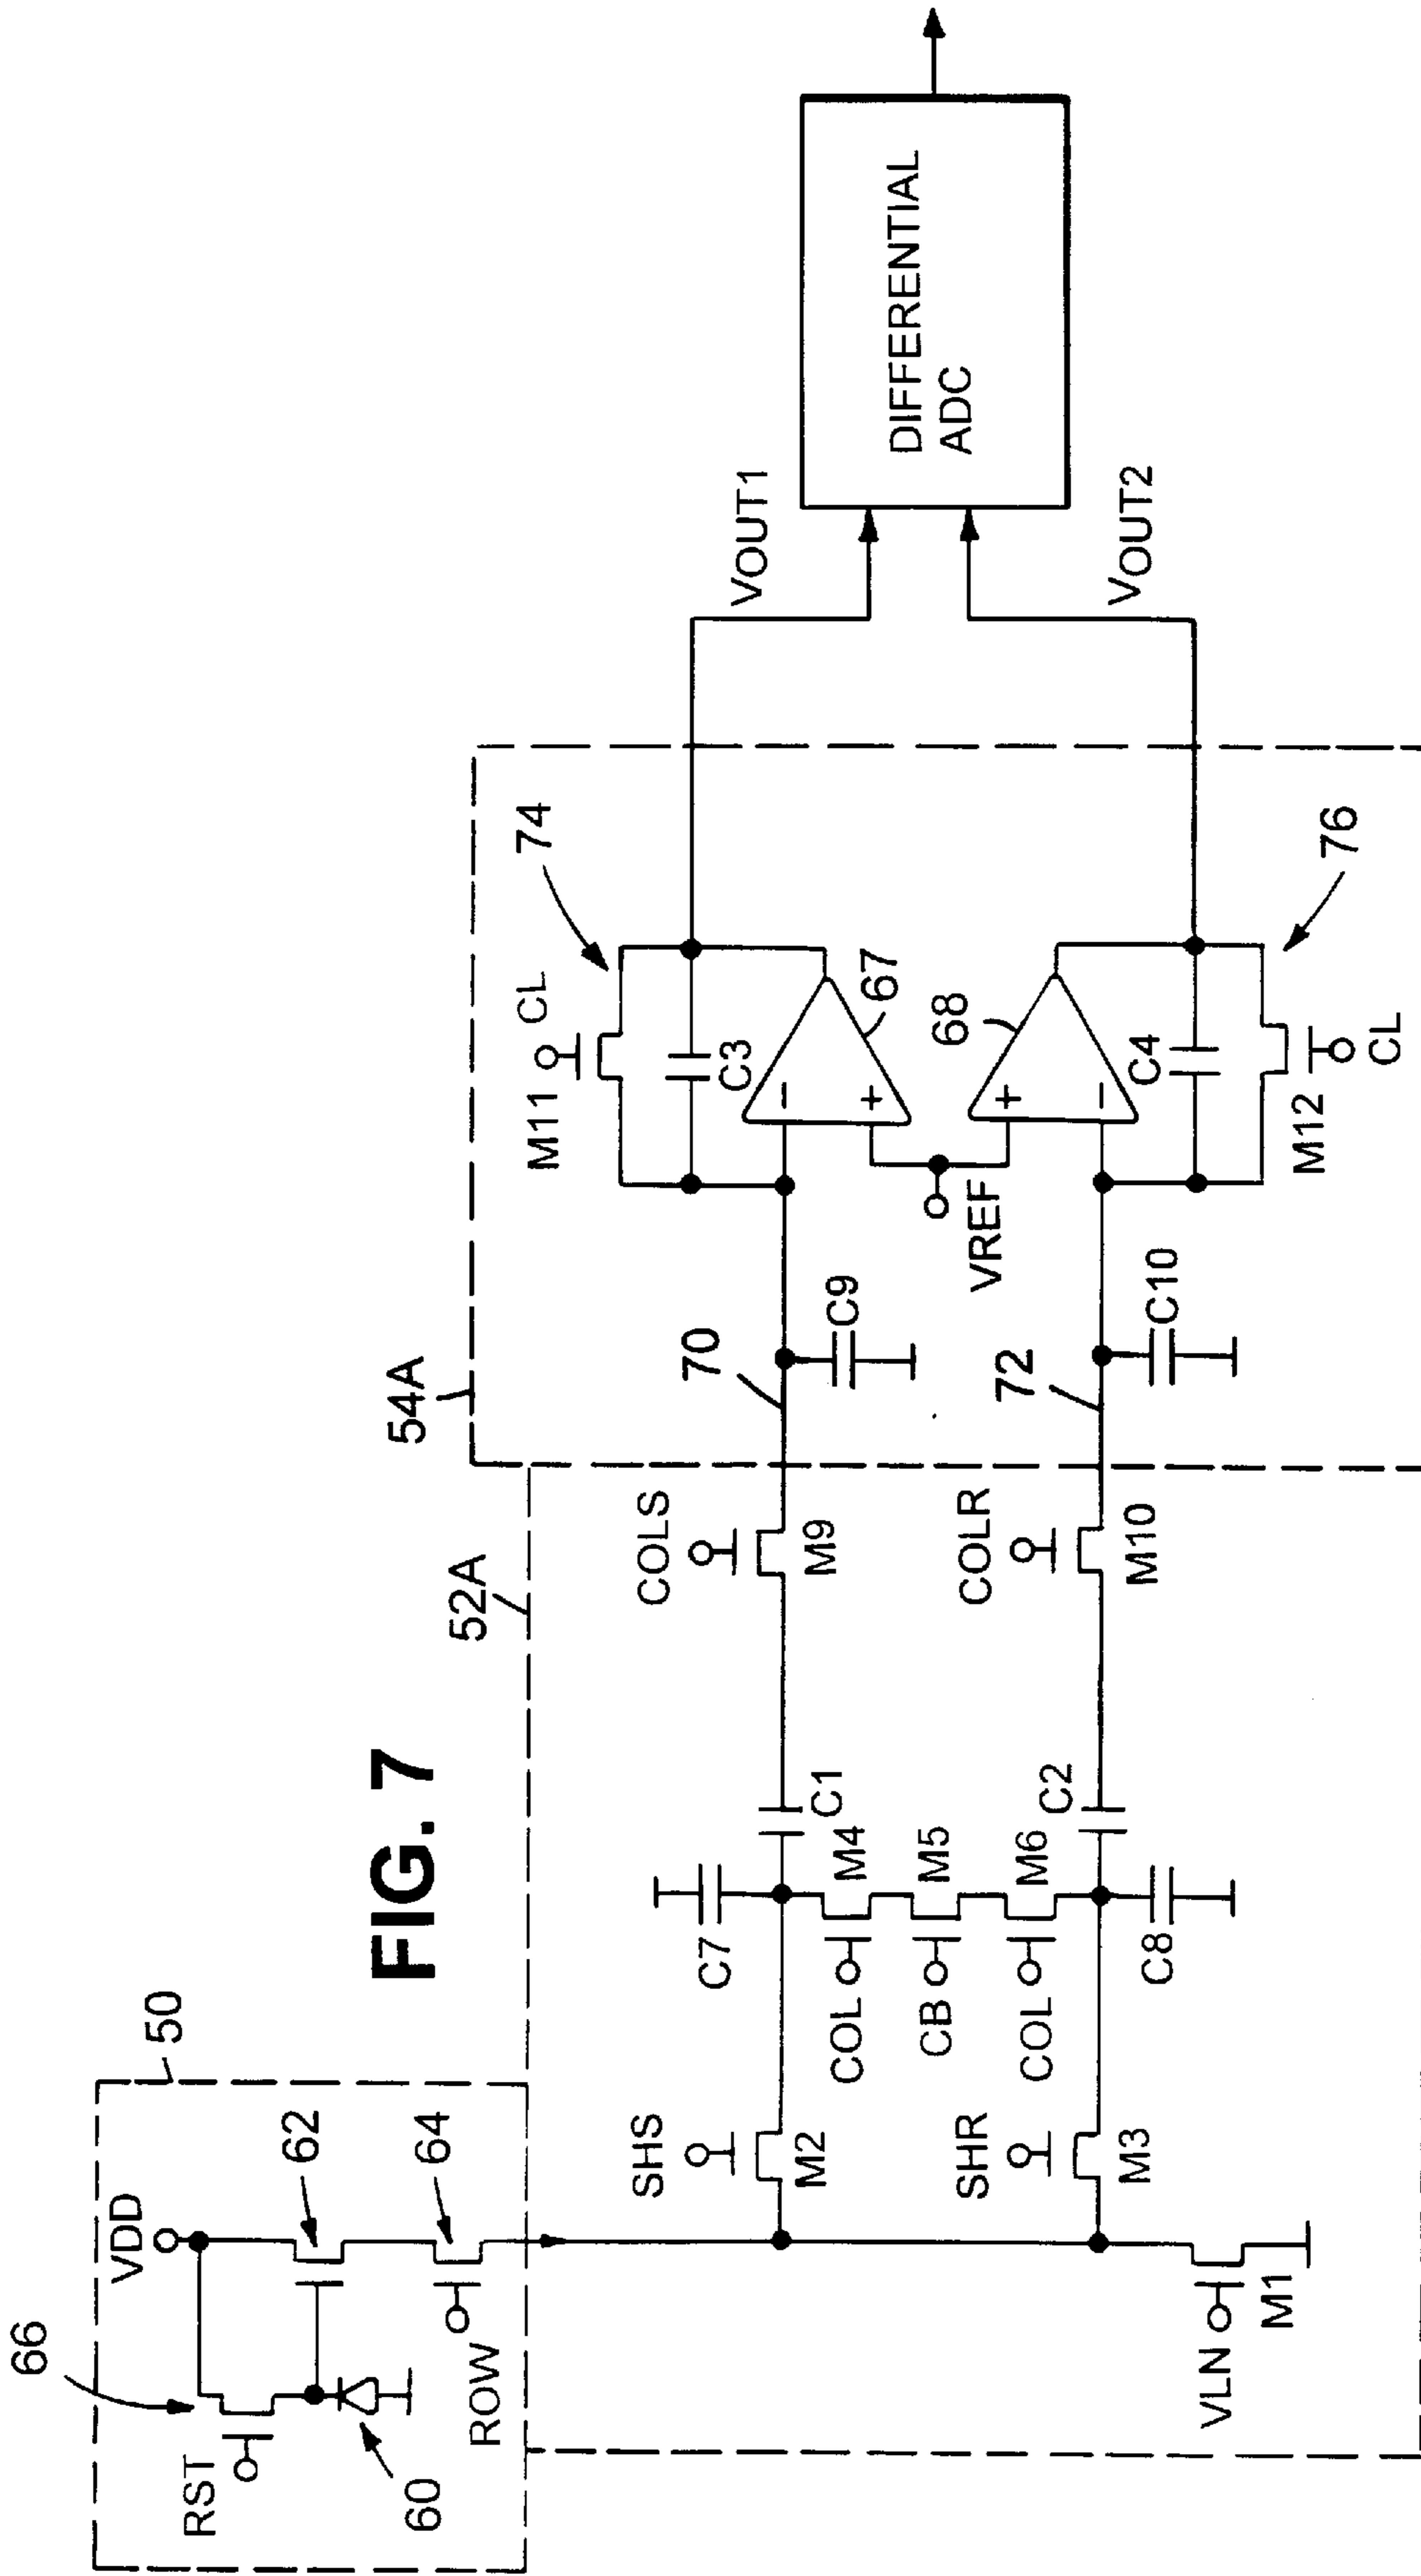 FIG. 7
50
66
VDD
62
RST
60
64
ROW
52A
54A
SHS
M2
SHR
M3
VLN
M1
C7
C1
COL
M4
CB
M5
COL
M6
C2
C8
COLS
M9
COLR
M10
70
C9
72
C10
VREF
M11
CL
74
C3
67
68
C4
M12
CL
76
VOUT1
VOUT2
DIFFERENTIAL
ADC
−
+
+
−